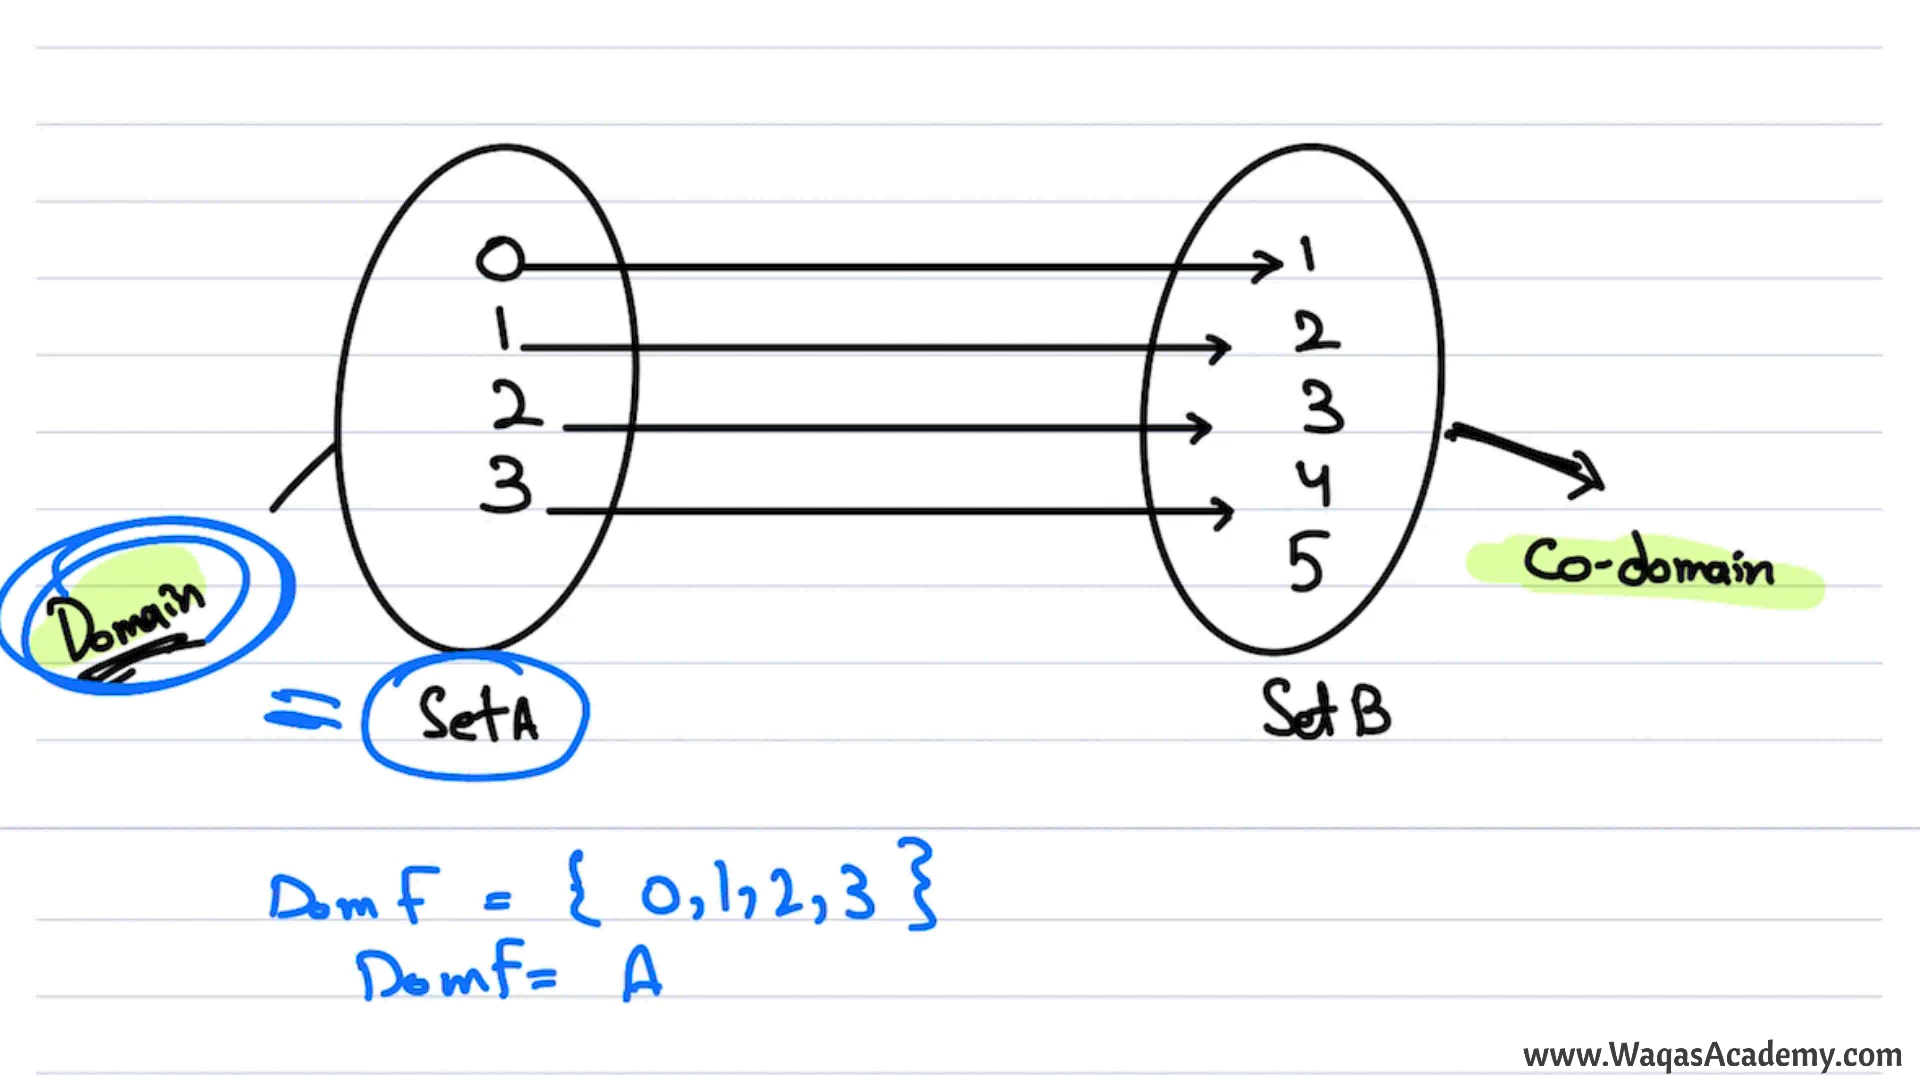 0 1
1 2
2 3
3 4
5
Domain
Co-domain
= Set A
Set B
Dom F = { 0, 1, 2, 3 }
Dom F = A
www.WaqasAcademy.com